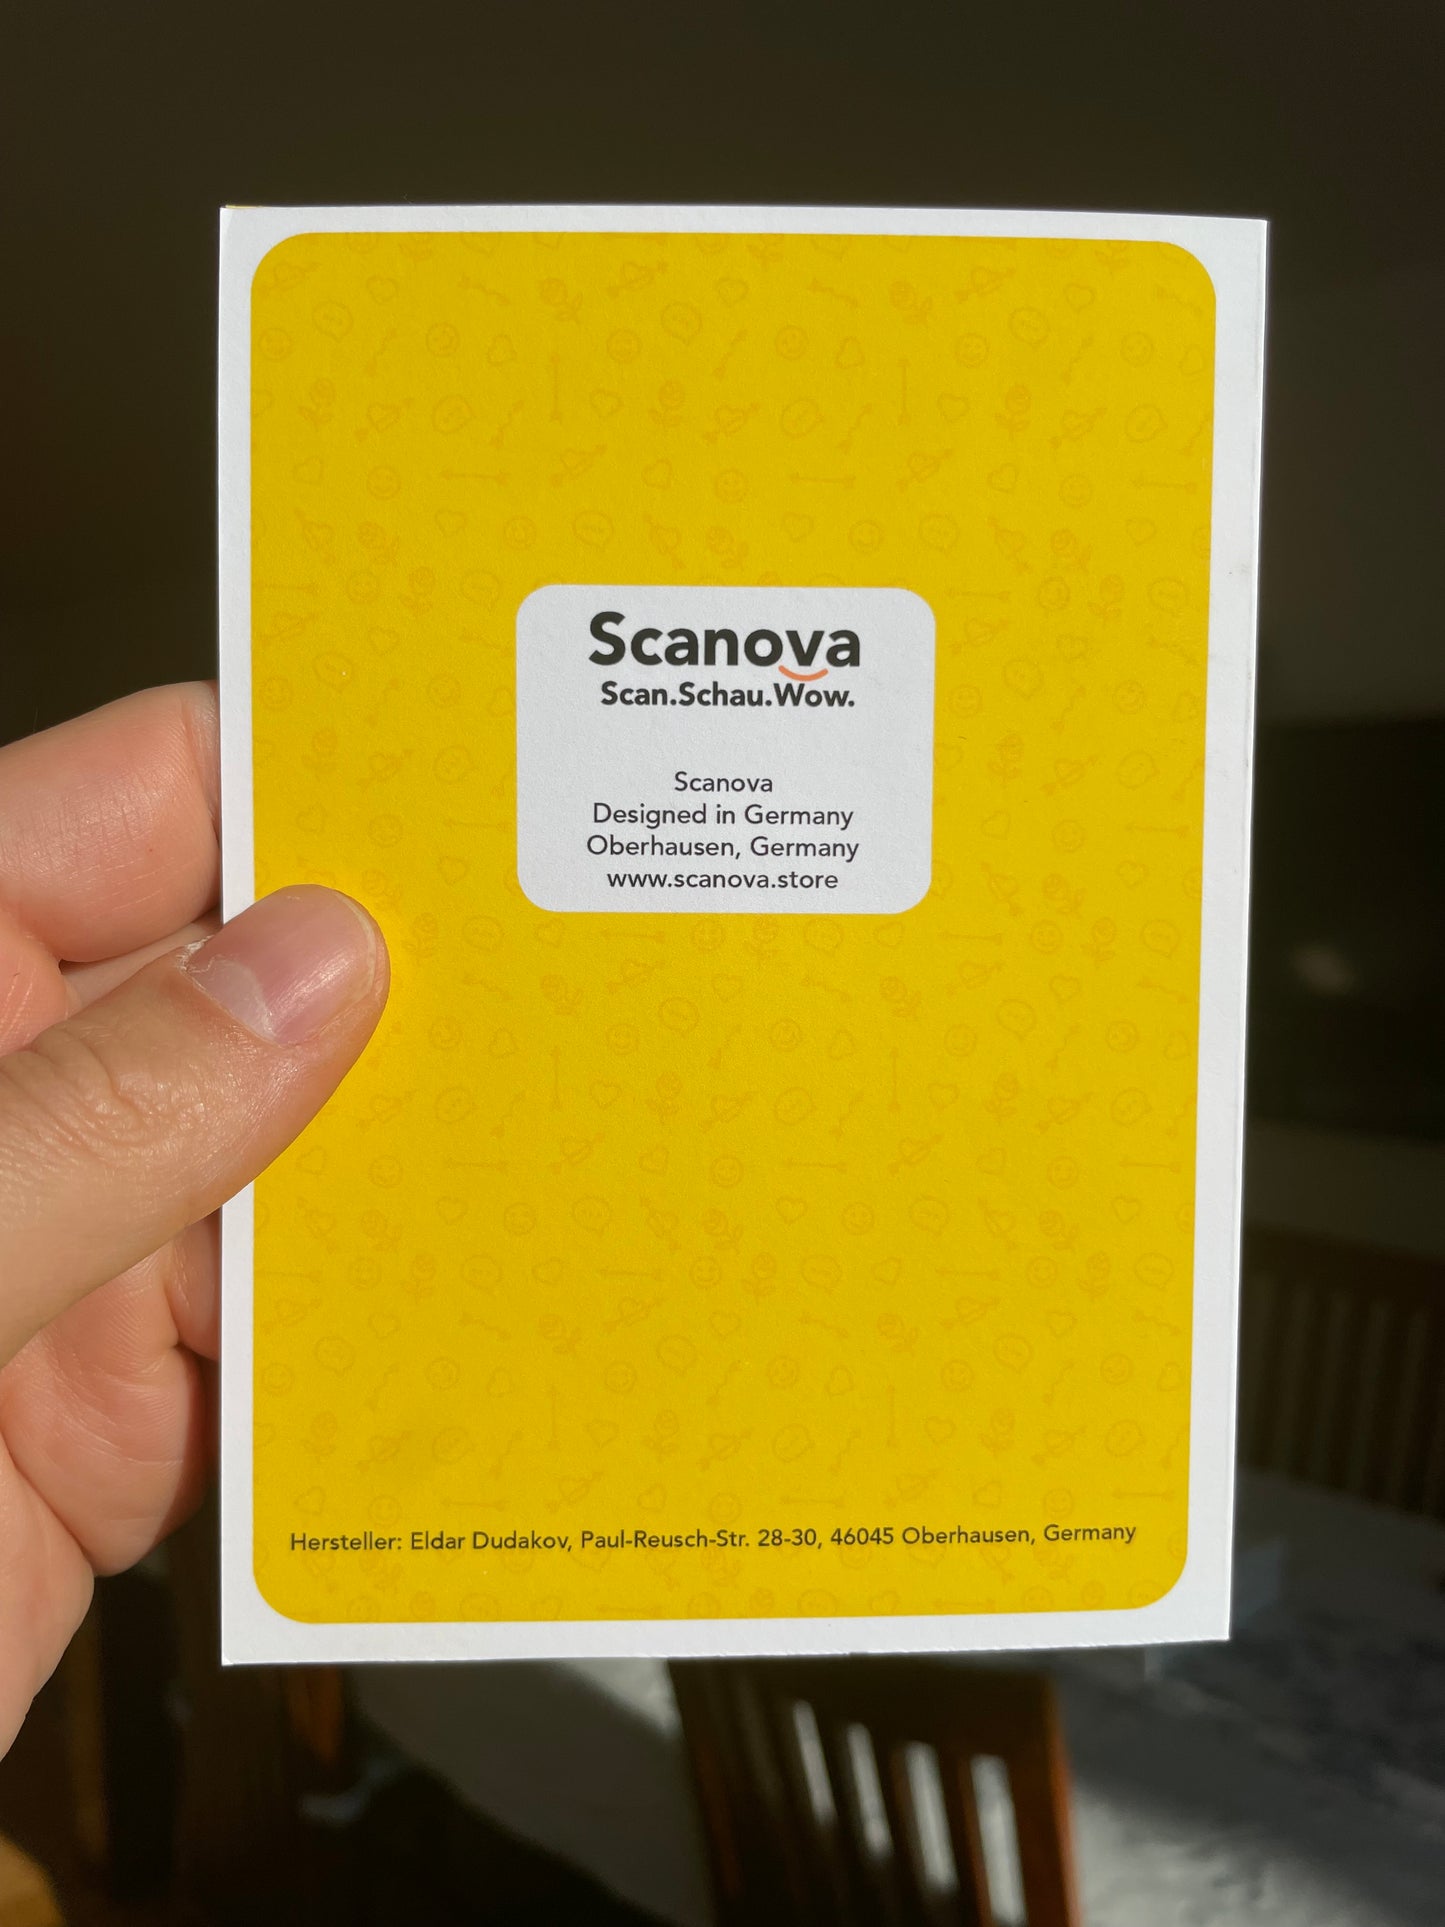 Scanova
Scan.Schau.Wow.
Scanova
Designed in Germany
Oberhausen, Germany
www.scanova.store
Hersteller: Eldar Dudakov, Paul-Reusch-Str. 28-30, 46045 Oberhausen, Germany